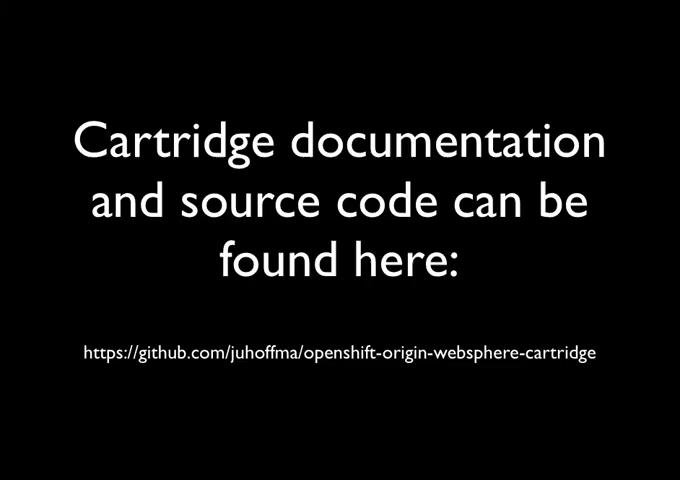 Cartridge documentation
and source code can be
found here:
https://github.com/juhoffma/openshift-origin-websphere-cartridge